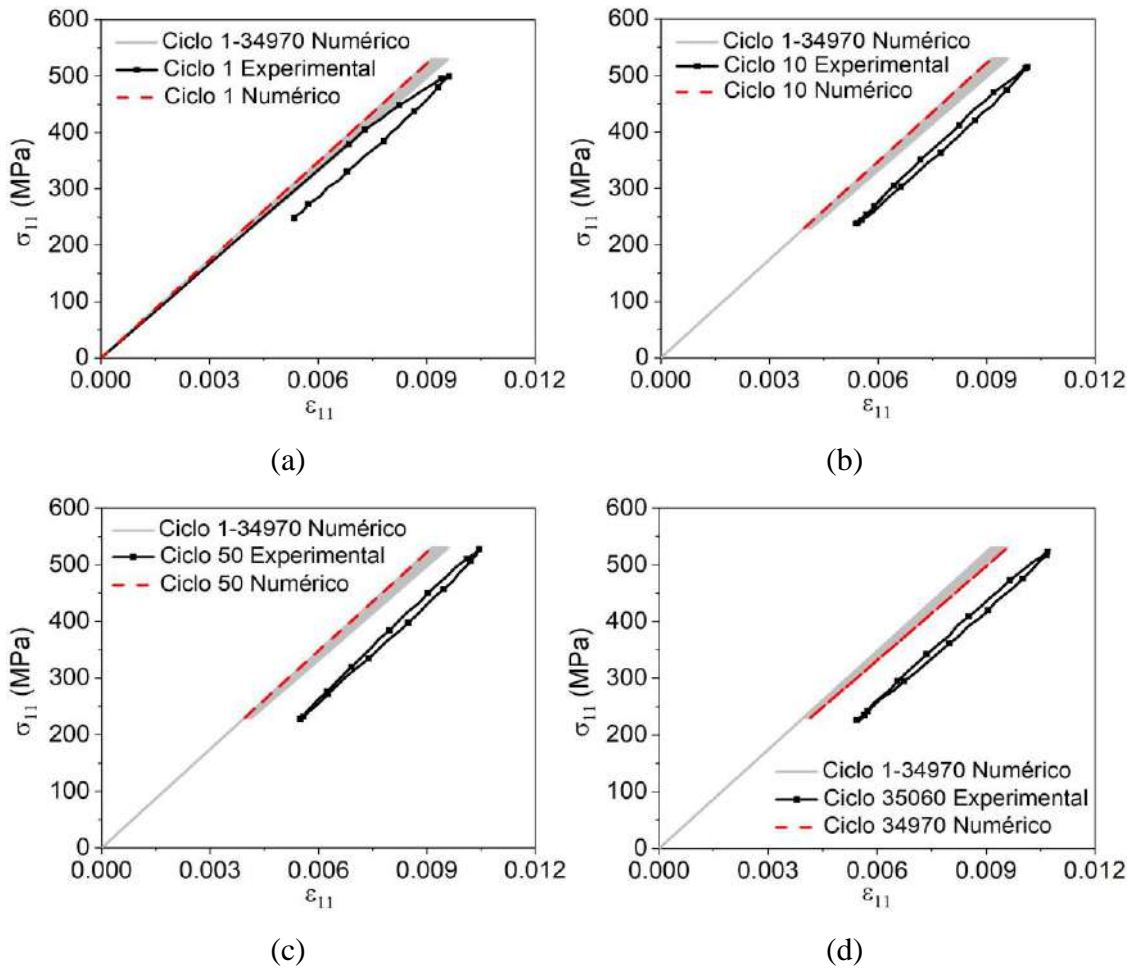 600
500
400
300
200
100
0
σ11 (MPa)
Ciclo 1-34970 Numérico
Ciclo 1 Experimental
Ciclo 1 Numérico
0.000 0.003 0.006 0.009 0.012
ε11
(a)
600
500
400
300
200
100
0
σ11 (MPa)
Ciclo 1-34970 Numérico
Ciclo 10 Experimental
Ciclo 10 Numérico
0.000 0.003 0.006 0.009 0.012
ε11
(b)
600
500
400
300
200
100
0
σ11 (MPa)
Ciclo 1-34970 Numérico
Ciclo 50 Experimental
Ciclo 50 Numérico
0.000 0.003 0.006 0.009 0.012
ε11
(c)
600
500
400
300
200
100
0
σ11 (MPa)
Ciclo 1-34970 Numérico
Ciclo 35060 Experimental
Ciclo 34970 Numérico
0.000 0.003 0.006 0.009 0.012
ε11
(d)